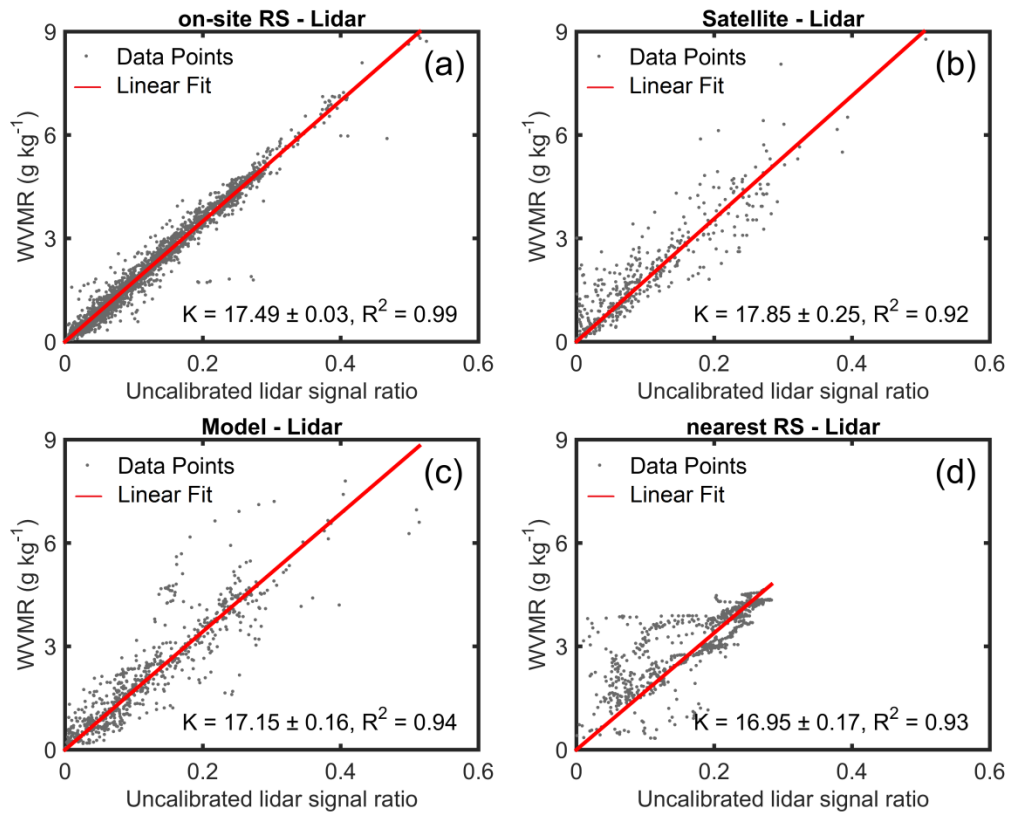 on-site RS - Lidar
9
6
3
0
WVMR (g kg⁻¹)
Data Points
Linear Fit
(a)
K = 17.49 ± 0.03, R² = 0.99
0 0.2 0.4 0.6
Uncalibrated lidar signal ratio
Satellite - Lidar
9
6
3
0
WVMR (g kg⁻¹)
Data Points
Linear Fit
(b)
K = 17.85 ± 0.25, R² = 0.92
0 0.2 0.4 0.6
Uncalibrated lidar signal ratio
Model - Lidar
9
6
3
0
WVMR (g kg⁻¹)
Data Points
Linear Fit
(c)
K = 17.15 ± 0.16, R² = 0.94
0 0.2 0.4 0.6
Uncalibrated lidar signal ratio
nearest RS - Lidar
9
6
3
0
WVMR (g kg⁻¹)
Data Points
Linear Fit
(d)
K = 16.95 ± 0.17, R² = 0.93
0 0.2 0.4 0.6
Uncalibrated lidar signal ratio